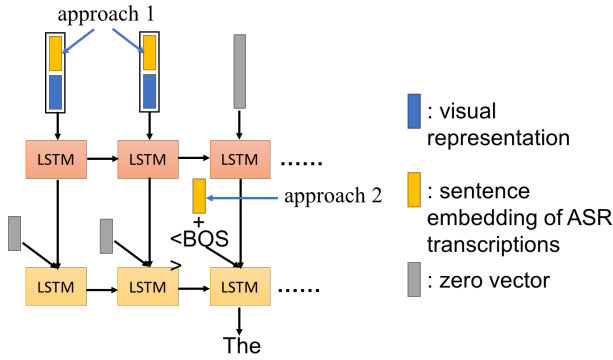 approach 1
LSTM
LSTM
LSTM
......
approach 2
+
<BOS
>
LSTM
LSTM
LSTM
......
The
: visual
representation
: sentence
embedding of ASR
transcriptions
: zero vector